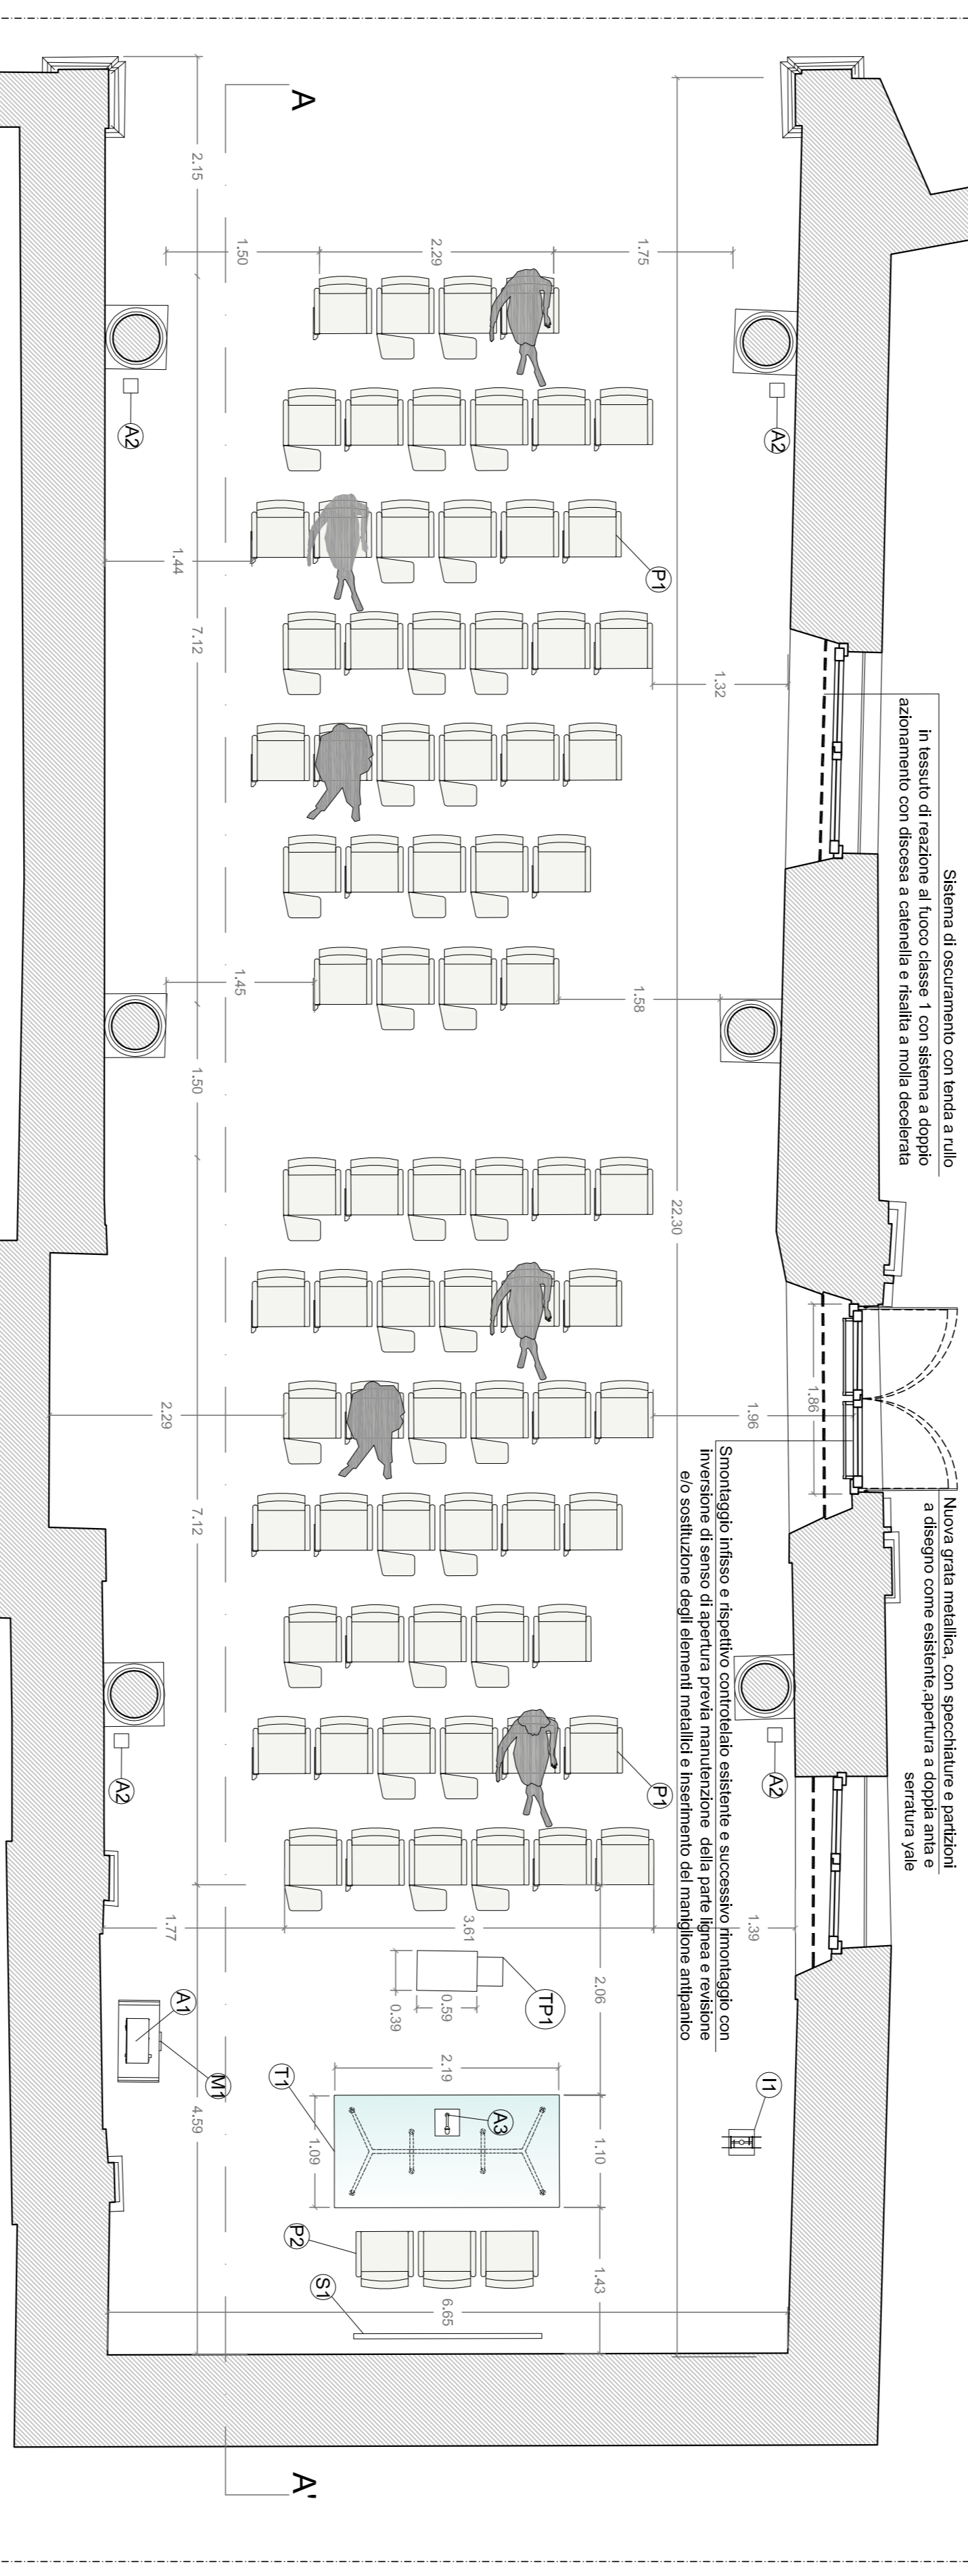 A
2.15
1.50
2.29
1.75
A2
A2
P1
1.44
7.12
1.32
Sistema di oscuramento con tenda a rullo
in tessuto di reazione al fuoco classe 1 con sistema a doppio
azionamento con discesa a catenella e risalita a molla decelerata
1.45
1.58
1.50
22.30
1.86
2.29
1.96
7.12
Nuova grata metallica, con specchiature e partizioni
a disegno come esistente,apertura a doppia anta e
serratura yale
Smontaggio infisso e rispettivo controtelaio esistente e successivo rimontaggio con
inversione di senso di apertura previa manutenzione della parte lignea e revisione
e/o sostituzione degli elementi metallici e inserimento del maniglione antipanico
A2
A2
P1
1.77
3.61
1.39
2.06
TP1
0.59
0.39
A1
M1
I1
T1
2.19
A3
1.09
1.10
4.59
P2
1.43
S1
6.65
A'